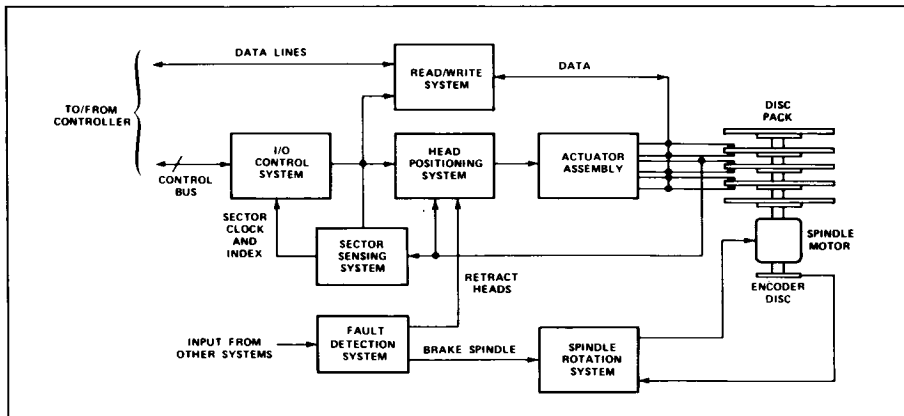 DATA LINES
READ/WRITE
SYSTEM
DATA
DISC
PACK
TO/FROM
CONTROLLER
I/O
CONTROL
SYSTEM
HEAD
POSITIONING
SYSTEM
ACTUATOR
ASSEMBLY
CONTROL
BUS
SECTOR
CLOCK
AND
INDEX
SECTOR
SENSING
SYSTEM
RETRACT
HEADS
SPINDLE
MOTOR
ENCODER
DISC
INPUT FROM
OTHER SYSTEMS
FAULT
DETECTION
SYSTEM
BRAKE SPINDLE
SPINDLE
ROTATION
SYSTEM